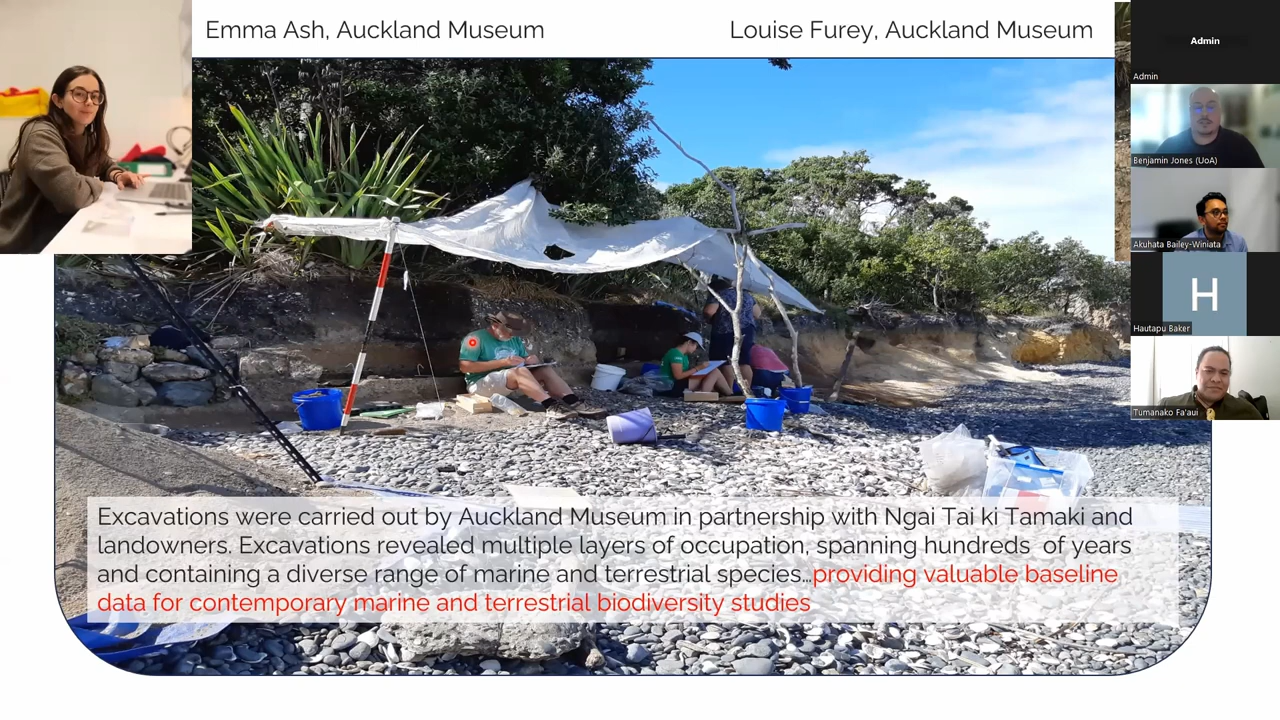 Emma Ash, Auckland Museum
Louise Furey, Auckland Museum
Admin
Admin
Benjamin Jones (UoA)
Akuhata Bailey-Winiata
H
Hautapu Baker
Tumanako Fa'aui
Excavations were carried out by Auckland Museum in partnership with Ngai Tai ki Tamaki and
landowners. Excavations revealed multiple layers of occupation, spanning hundreds of years
and containing a diverse range of marine and terrestrial species…providing valuable baseline
data for contemporary marine and terrestrial biodiversity studies